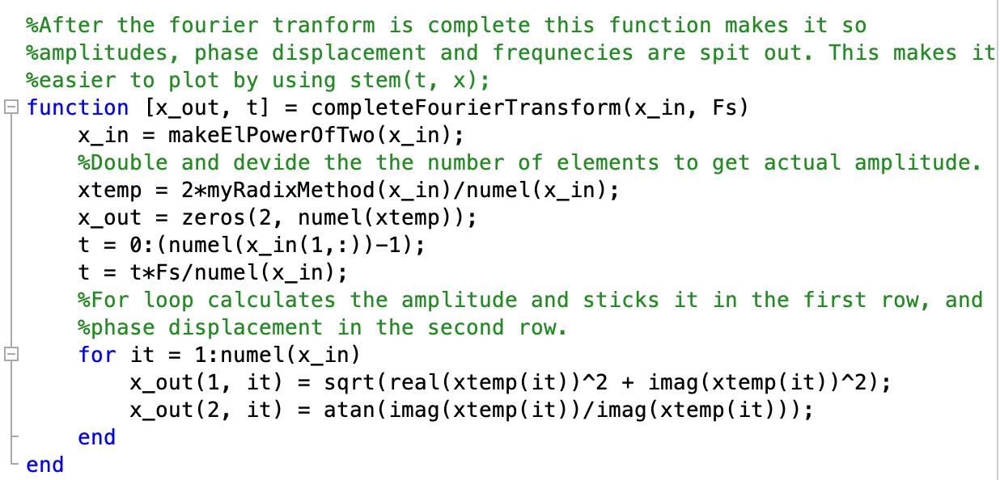 %After the fourier tranform is complete this function makes it so
%amplitudes, phase displacement and frequnecies are spit out. This makes it
%easier to plot by using stem(t, x);
function [x_out, t] = completeFourierTransform(x_in, Fs)
x_in = makeElPowerOfTwo(x_in);
%Double and devide the the number of elements to get actual amplitude.
xtemp = 2*myRadixMethod(x_in)/numel(x_in);
x_out = zeros(2, numel(xtemp));
t = 0:(numel(x_in(1,:))-1);
t = t*Fs/numel(x_in);
%For loop calculates the amplitude and sticks it in the first row, and
%phase displacement in the second row.
for it = 1:numel(x_in)
x_out(1, it) = sqrt(real(xtemp(it))^2 + imag(xtemp(it))^2);
x_out(2, it) = atan(imag(xtemp(it))/imag(xtemp(it)));
end
end